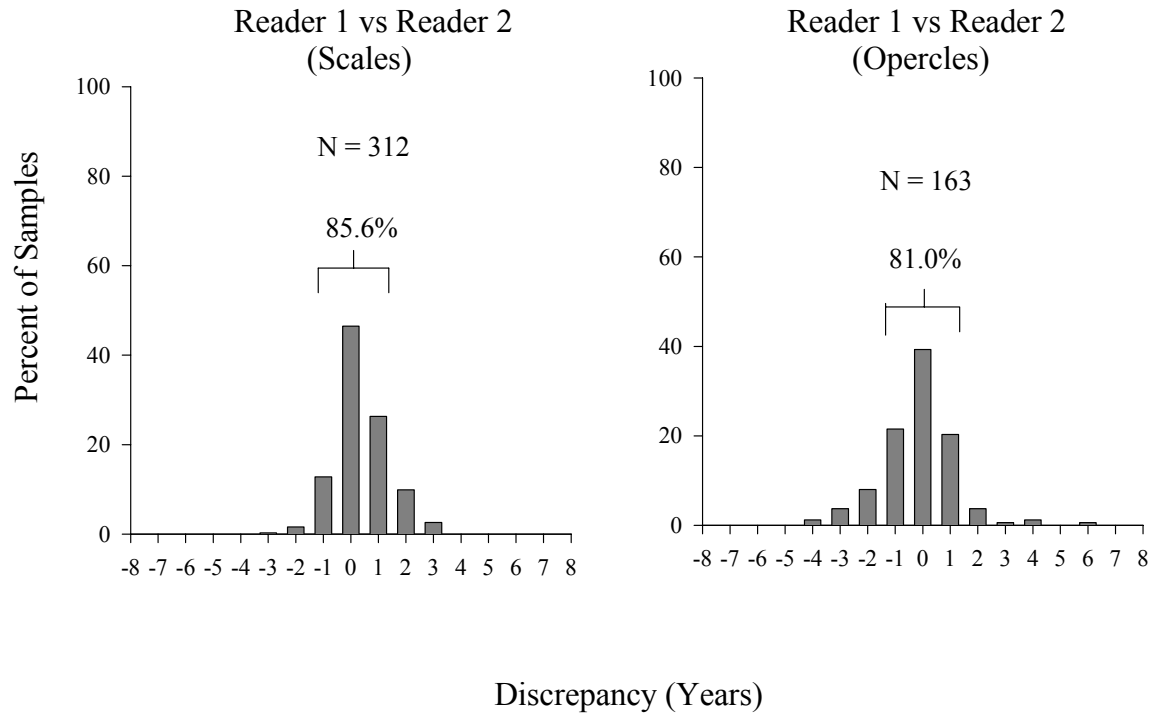 Reader 1 vs Reader 2
(Scales)
100
80
60
40
20
0
N = 312
85.6%
-8 -7 -6 -5 -4 -3 -2 -1 0 1 2 3 4 5 6 7 8
Reader 1 vs Reader 2
(Opercles)
100
80
60
40
20
0
N = 163
81.0%
-8 -7 -6 -5 -4 -3 -2 -1 0 1 2 3 4 5 6 7 8
Percent of Samples
Discrepancy (Years)